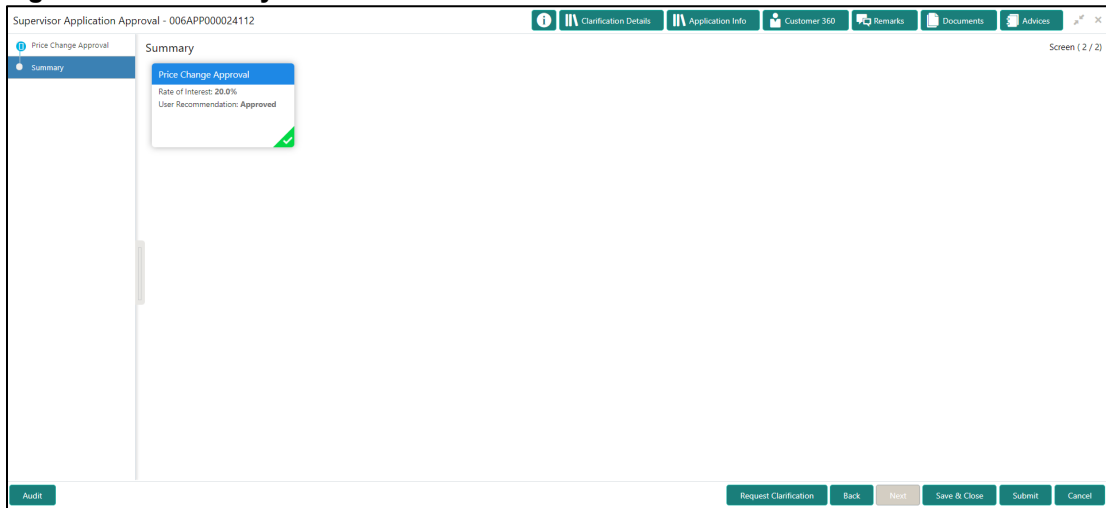 Supervisor Application Approval - 006APP000024112
Clarification Details
Application Info
Customer 360
Remarks
Documents
Advices
Price Change Approval
Summary
Summary
Screen ( 2 / 2)
Price Change Approval
Rate of Interest: 20.0%
User Recommendation: Approved
Audit
Request Clarification
Back
Next
Save & Close
Submit
Cancel